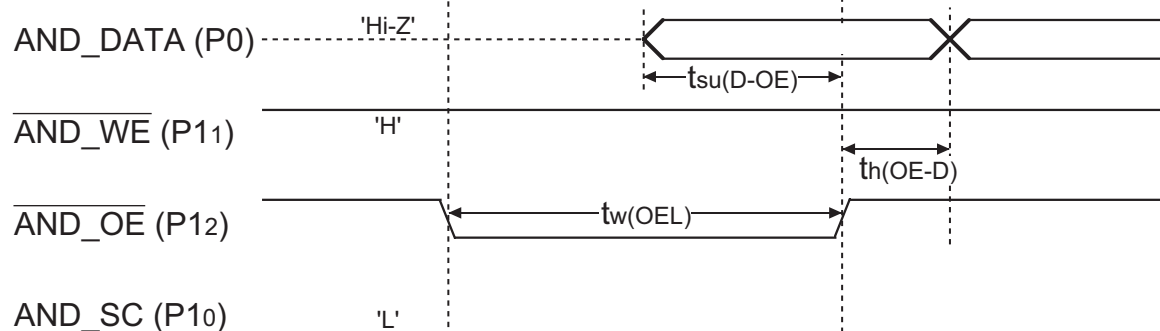 AND_DATA (P0)
'Hi-Z'
tsu(D-OE)
AND_WE (P11)
'H'
th(OE-D)
AND_OE (P12)
tw(OEL)
AND_SC (P10)
'L'